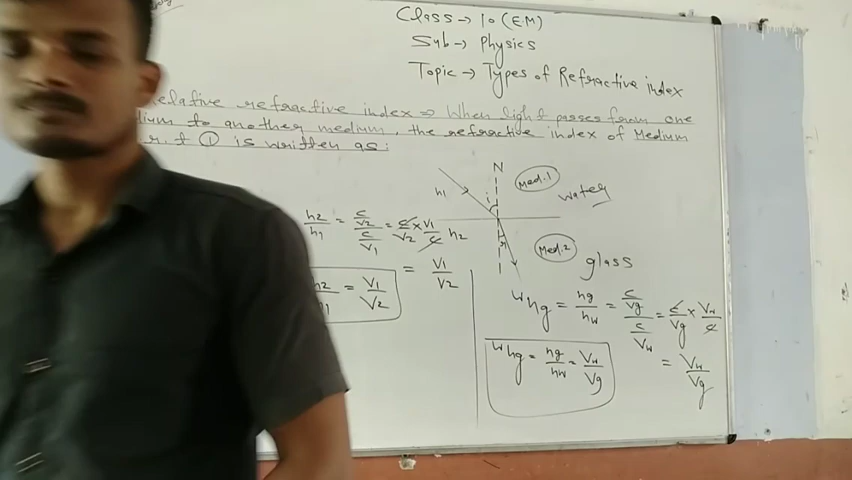 Class → 10 (EM)
Sub → Physics
Topic → Types of Refractive index
elative refractive index ⇒ When light passes from one
dium to another medium, the refractive index of Medium
r.t ① is written as:
N
Med.1
water
n1
i
n2/n1 = (c/v2)/(c/v1) = c/v2 × v1/c
n2
r
Med.2
glass
= v1/v2
n2/n1 = v1/v2
wng = ng/nw = (c/vg)/(c/vw) = c/vg × vw/c
= vw/vg
wng = ng/nw = vw/vg